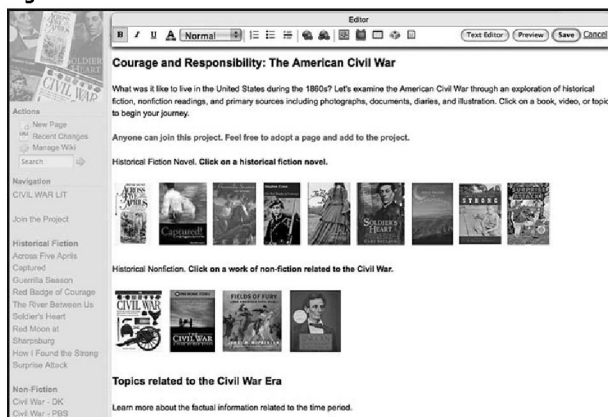 Editor
B I U A Normal
Text Editor Preview Save Cancel
Actions
New Page
Recent Changes
Manage Wiki
Search
Navigation
CIVIL WAR LIT
Join the Project
Historical Fiction
Across Five Aprils
Captured
Guerrilla Season
Red Badge of Courage
The River Between Us
Soldier's Heart
Red Moon at
Sharpsburg
How I Found the Strong
Surprise Attack
Non-Fiction
Civil War - DK
Civil War - PBS
Courage and Responsibility: The American Civil War
What was it like to live in the United States during the 1860s? Let's examine the American Civil War through an exploration of historical
fiction, nonfiction readings, and primary sources including photographs, documents, diaries, and illustration. Click on a book, video, or topic
to begin your journey.
Anyone can join this project. Feel free to adopt a page and add to the project.
Historical Fiction Novel. Click on a historical fiction novel.
ACROSS
FIVE
APRILS
Captured!
SOLDIER'S
HEART
STRONG
SURPRISE
Historical Nonfiction. Click on a work of non-fiction related to the Civil War.
CIVIL WAR
THE
CIVIL WAR
FIELDS OF
FURY
Topics related to the Civil War Era
Learn more about the factual information related to the time period.